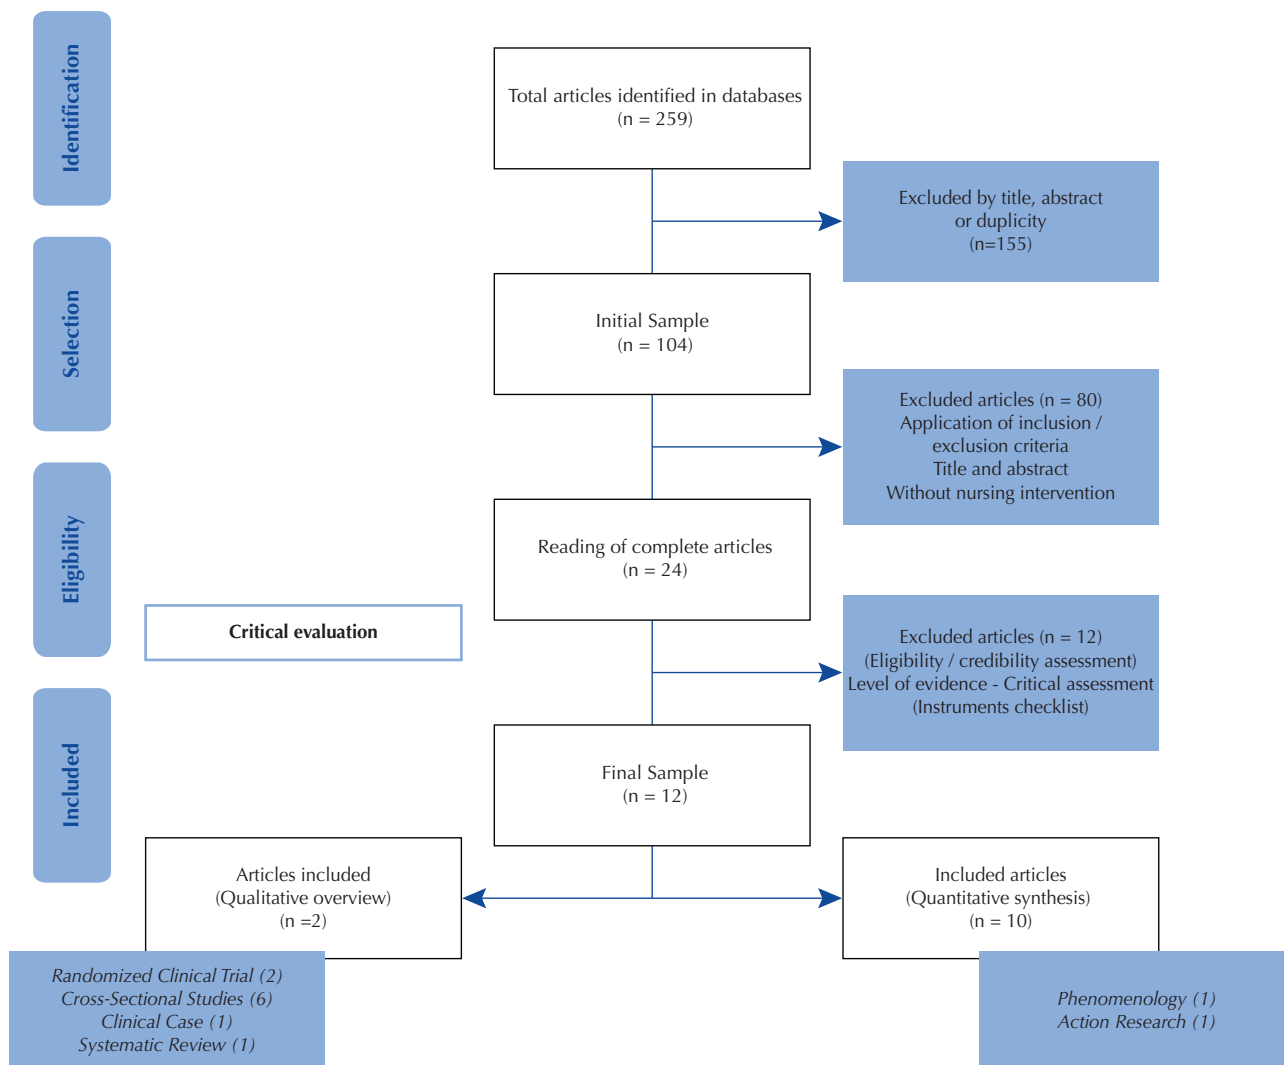 Identification
Total articles identified in databases
(n = 259)
Excluded by title, abstract
or duplicity
(n=155)
Selection
Initial Sample
(n = 104)
Excluded articles (n = 80)
Application of inclusion /
exclusion criteria
Title and abstract
Without nursing intervention
Eligibility
Reading of complete articles
(n = 24)
Critical evaluation
Excluded articles (n = 12)
(Eligibility / credibility assessment)
Level of evidence - Critical assessment
(Instruments checklist)
Included
Final Sample
(n = 12)
Articles included
(Qualitative overview)
(n =2)
Included articles
(Quantitative synthesis)
(n = 10)
Randomized Clinical Trial (2)
Cross-Sectional Studies (6)
Clinical Case (1)
Systematic Review (1)
Phenomenology (1)
Action Research (1)